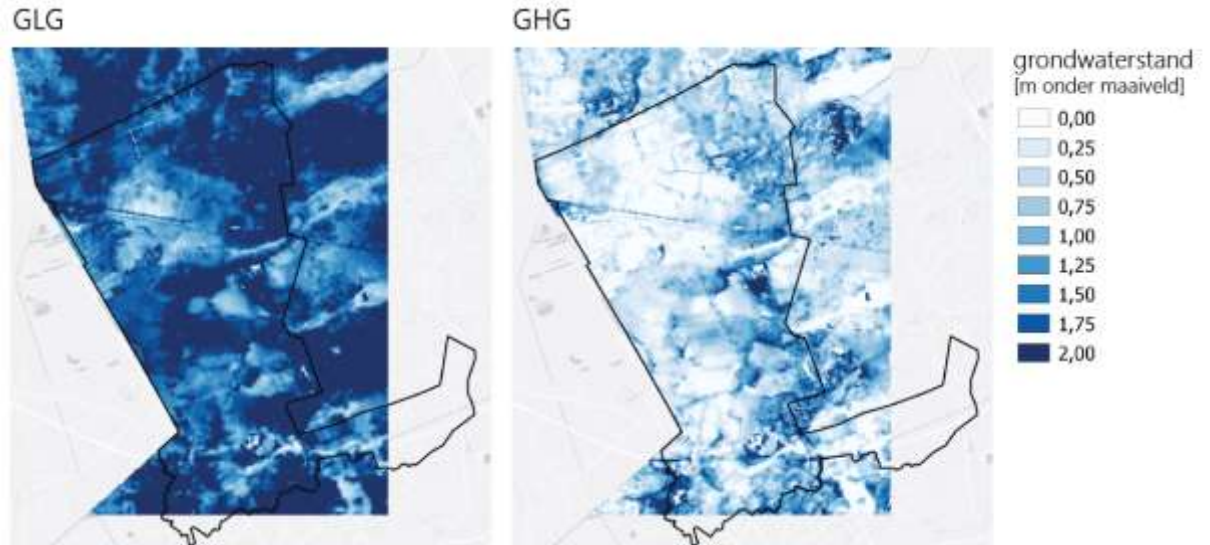 GLG
GHG
grondwaterstand
[m onder maaiveld]
0,00
0,25
0,50
0,75
1,00
1,25
1,50
1,75
2,00